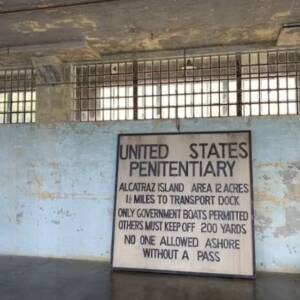 UNITED STATES
PENITENTIARY
ALCATRAZ ISLAND AREA 12 ACRES
1½ MILES TO TRANSPORT DOCK
ONLY GOVERNMENT BOATS PERMITTED
OTHERS MUST KEEP OFF 200 YARDS
NO ONE ALLOWED ASHORE
WITHOUT A PASS